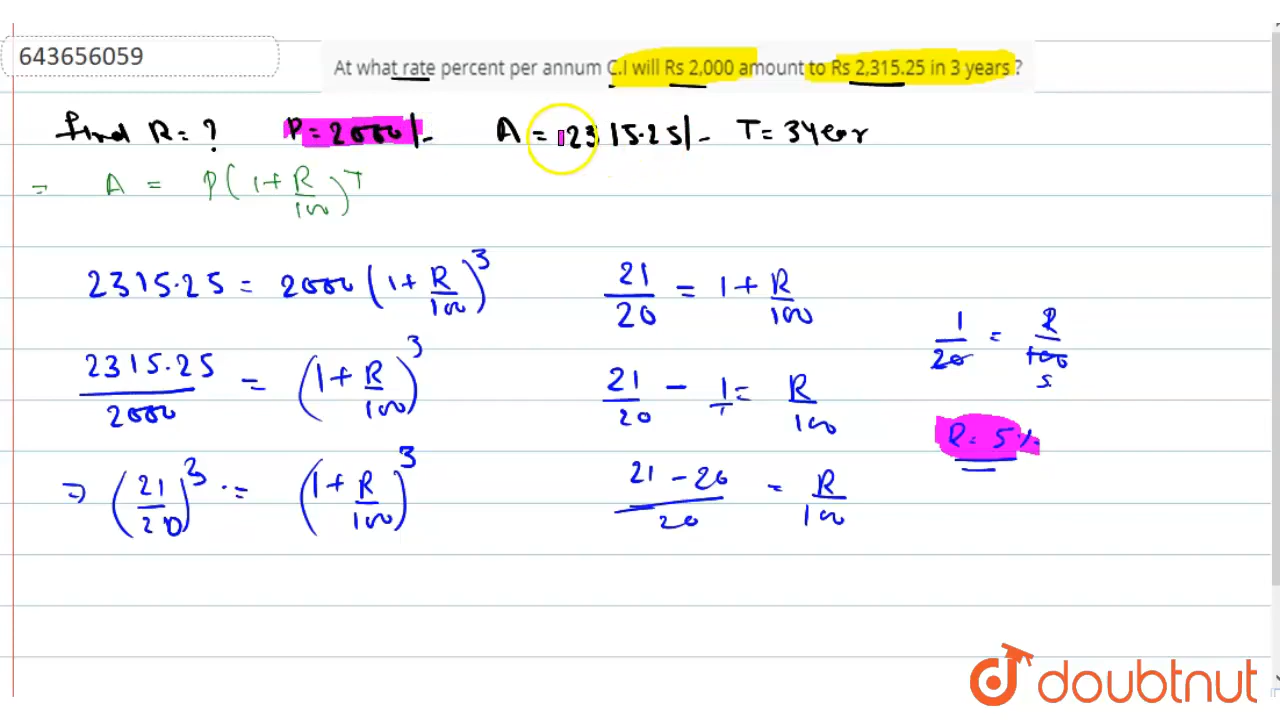 643656059
At what rate percent per annum C.I will Rs 2,000 amount to Rs 2,315.25 in 3 years ?
find R = ? P = 2000/- A = 2315.25/- T = 3 Year
⇒ A = P(1 + R/100)^T
2315.25 = 2000 (1 + R/100)^3
2315.25/2000 = (1 + R/100)^3
⇒ (21/20)^3 = (1 + R/100)^3
21/20 = 1 + R/100
21/20 - 1/1 = R/100
21 - 20/20 = R/100
1/20 = R/100 5
R = 5%
doubtnut